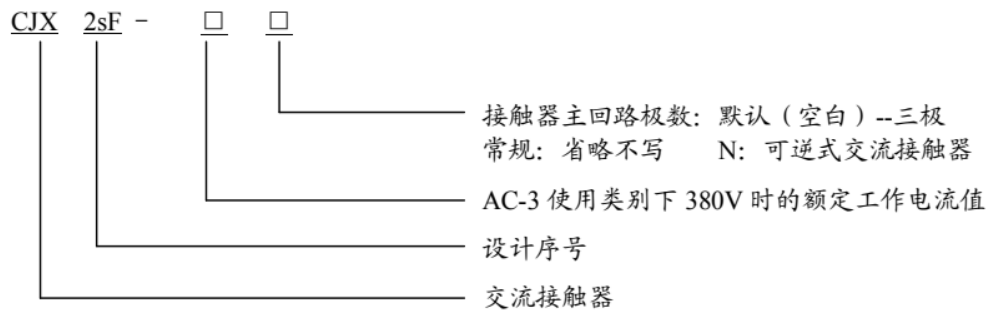 CJX 2sF - □ □
接触器主回路极数：默认（空白）--三极
常规：省略不写 N：可逆式交流接触器
AC-3 使用类别下 380V 时的额定工作电流值
设计序号
交流接触器